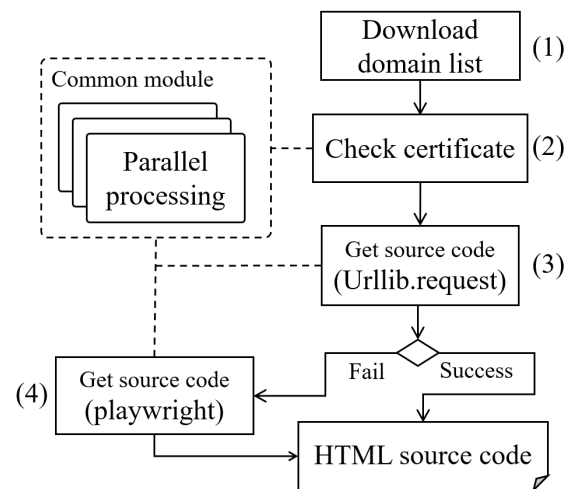 Download
domain list
(1)
Common module
Parallel
processing
Check certificate
(2)
Get source code
(Urllib.request)
(3)
Fail
Success
(4)
Get source code
(playwright)
HTML source code